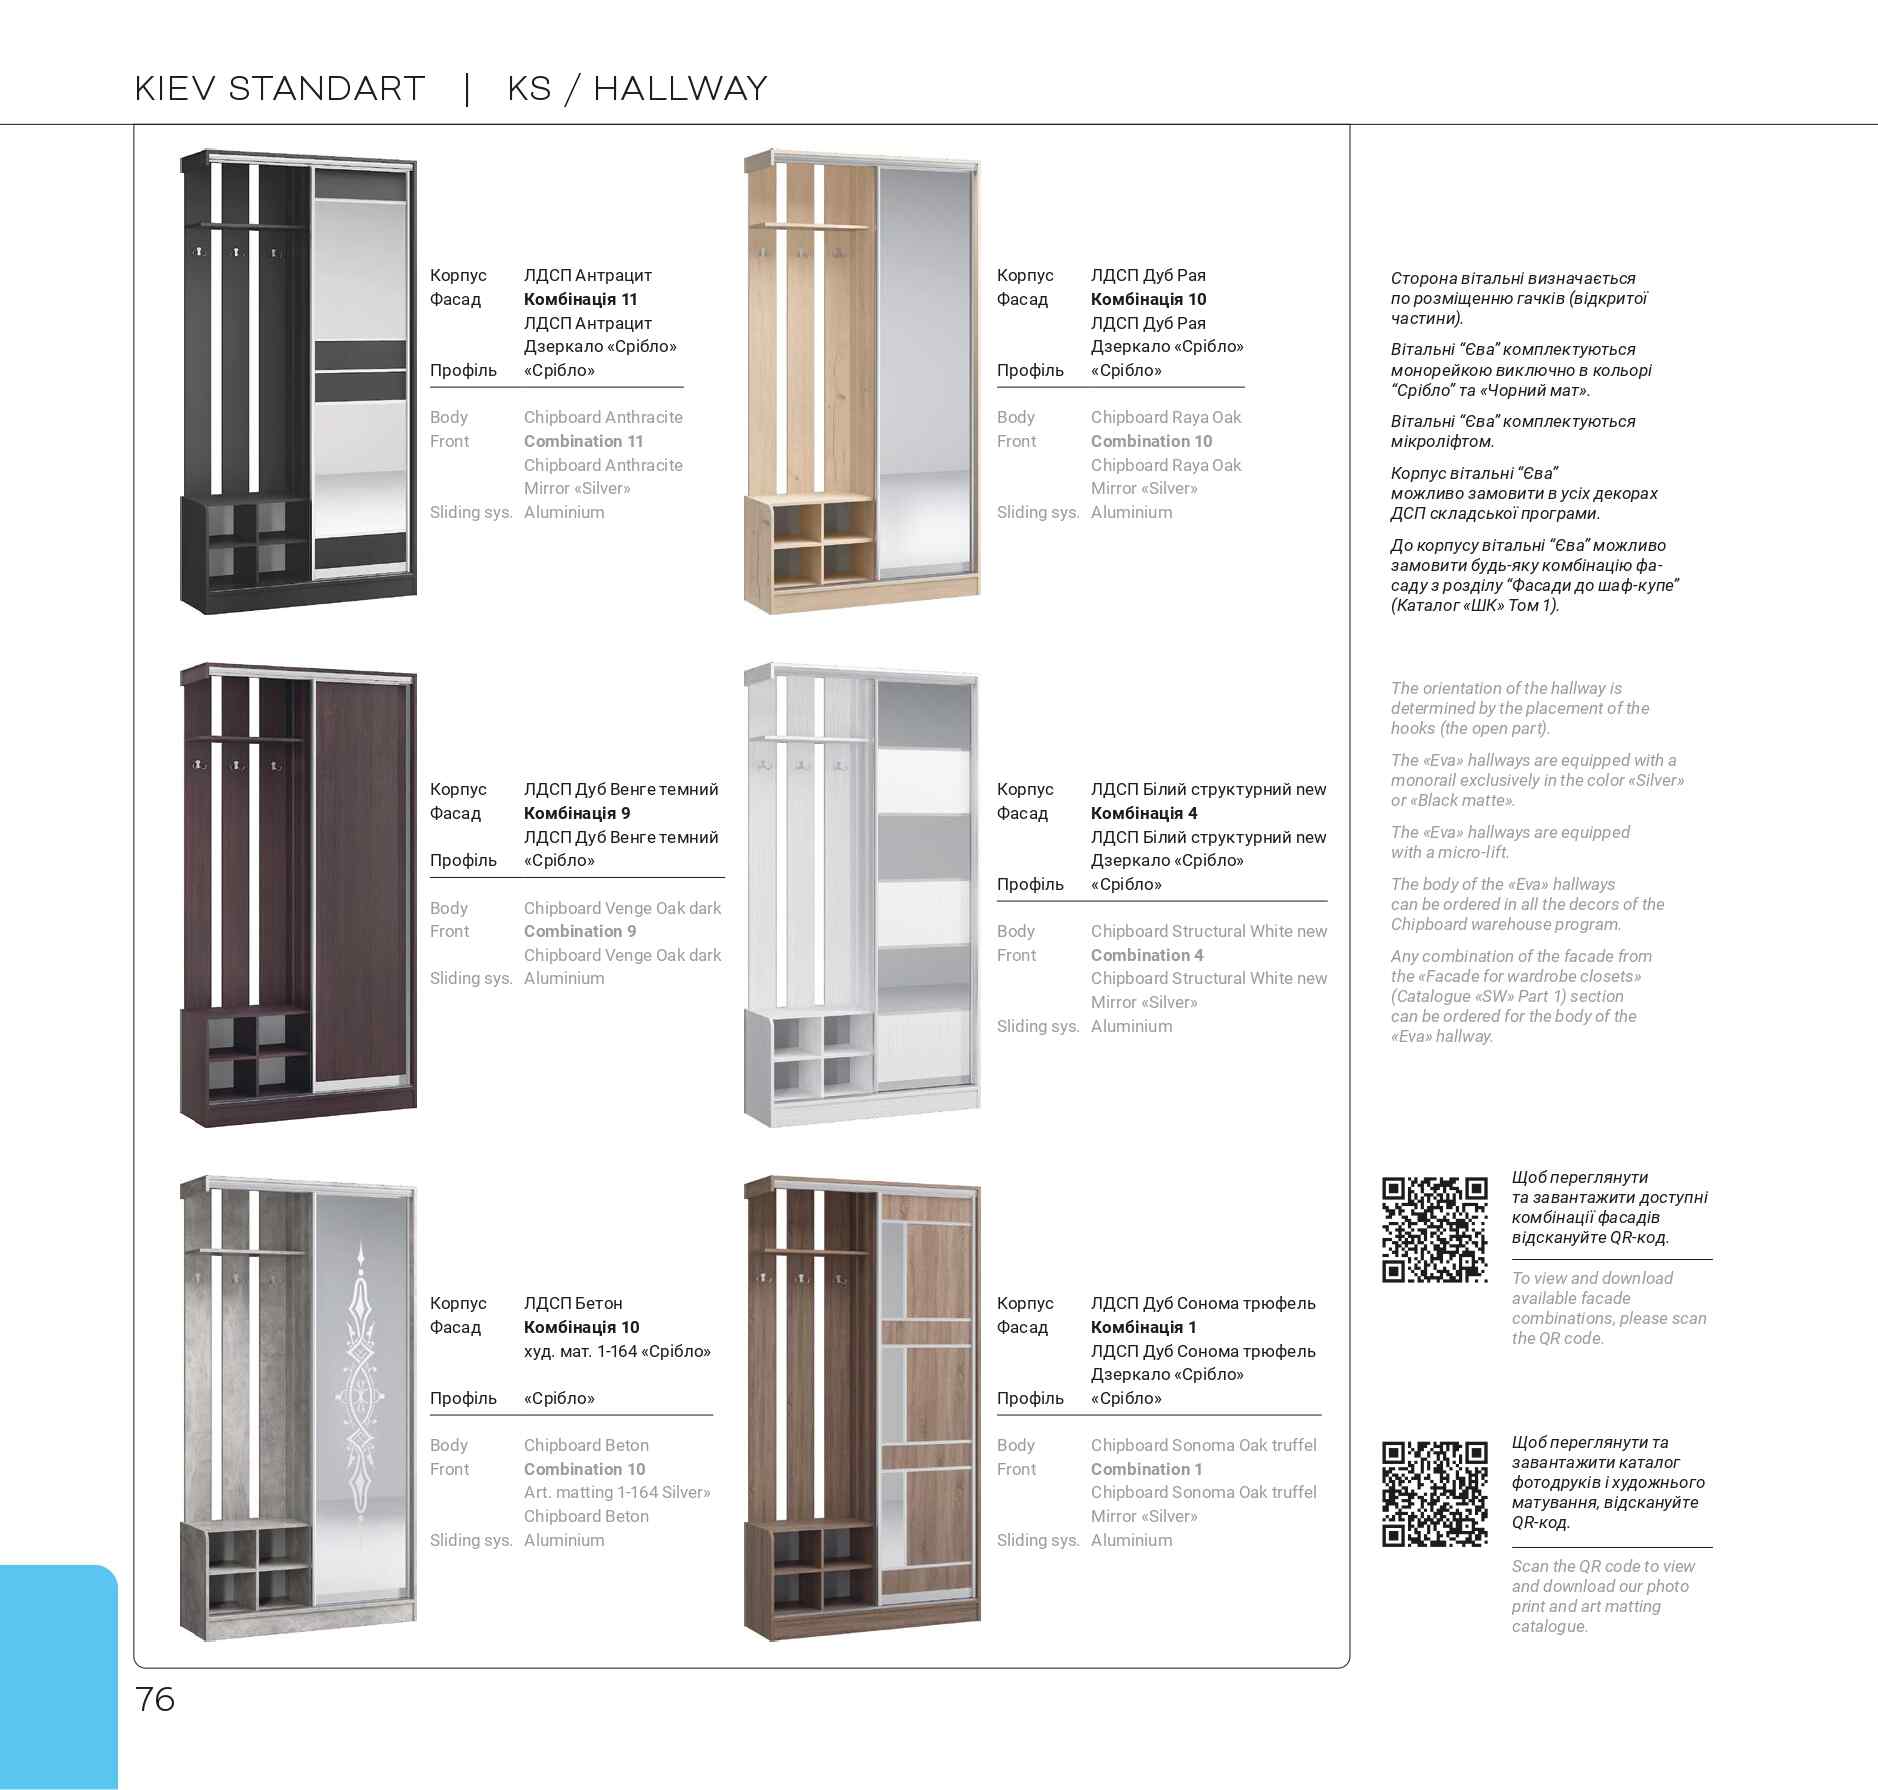 KIEV STANDART | KS / HALLWAY
Корпус ЛДСП Антрацит
Фасад Комбінація 11
ЛДСП Антрацит
Дзеркало «Срібло»
Профіль «Срібло»
Body Chipboard Anthracite
Front Combination 11
Chipboard Anthracite
Mirror «Silver»
Sliding sys. Aluminium
Корпус ЛДСП Дуб Рая
Фасад Комбінація 10
ЛДСП Дуб Рая
Дзеркало «Срібло»
Профіль «Срібло»
Body Chipboard Raya Oak
Front Combination 10
Chipboard Raya Oak
Mirror «Silver»
Sliding sys. Aluminium
Корпус ЛДСП Дуб Венге темний
Фасад Комбінація 9
ЛДСП Дуб Венге темний
Профіль «Срібло»
Body Chipboard Venge Oak dark
Front Combination 9
Chipboard Venge Oak dark
Sliding sys. Aluminium
Корпус ЛДСП Білий структурний new
Фасад Комбінація 4
ЛДСП Білий структурний new
Дзеркало «Срібло»
Профіль «Срібло»
Body Chipboard Structural White new
Front Combination 4
Chipboard Structural White new
Mirror «Silver»
Sliding sys. Aluminium
Корпус ЛДСП Бетон
Фасад Комбінація 10
худ. мат. 1-164 «Срібло»
Профіль «Срібло»
Body Chipboard Beton
Front Combination 10
Art. matting 1-164 Silver»
Chipboard Beton
Sliding sys. Aluminium
Корпус ЛДСП Дуб Сонома трюфель
Фасад Комбінація 1
ЛДСП Дуб Сонома трюфель
Дзеркало «Срібло»
Профіль «Срібло»
Body Chipboard Sonoma Oak truffel
Front Combination 1
Chipboard Sonoma Oak truffel
Mirror «Silver»
Sliding sys. Aluminium
Сторона вітальні визначається
по розміщенню гачків (відкритої
частини).
Вітальні “Єва” комплектуються
монорейкою виключно в кольорі
“Срібло” та «Чорний мат».
Вітальні “Єва” комплектуються
мікроліфтом.
Корпус вітальні “Єва”
можливо замовити в усіх декорах
ДСП складської програми.
До корпусу вітальні “Єва” можливо
замовити будь-яку комбінацію фа-
саду з розділу “Фасади до шаф-купе”
(Каталог «ШК» Том 1).
The orientation of the hallway is
determined by the placement of the
hooks (the open part).
The «Eva» hallways are equipped with a
monorail exclusively in the color «Silver»
or «Black matte».
The «Eva» hallways are equipped
with a micro-lift.
The body of the «Eva» hallways
can be ordered in all the decors of the
Chipboard warehouse program.
Any combination of the facade from
the «Facade for wardrobe closets»
(Catalogue «SW» Part 1) section
can be ordered for the body of the
«Eva» hallway.
Щоб переглянути
та завантажити доступні
комбінації фасадів
відскануйте QR-код.
To view and download
available facade
combinations, please scan
the QR code.
Щоб переглянути та
завантажити каталог
фотодруків і художнього
матування, відскануйте
QR-код.
Scan the QR code to view
and download our photo
print and art matting
catalogue.
76